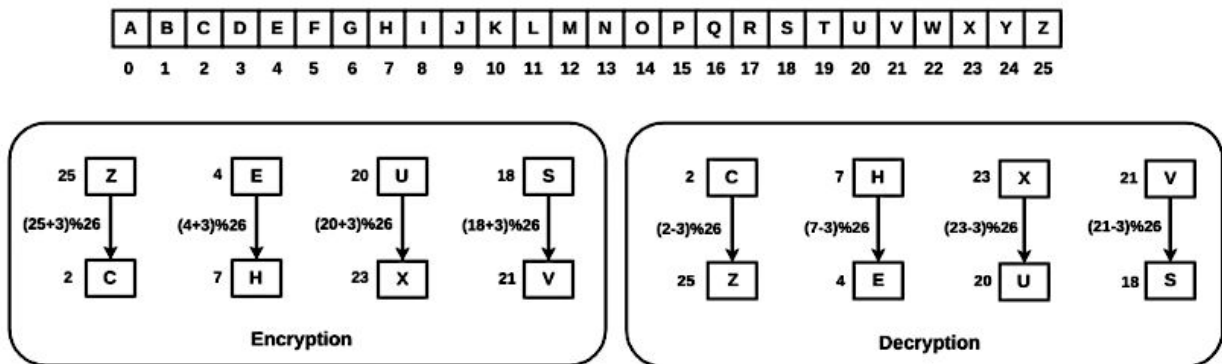 A B C D E F G H I J K L M N O P Q R S T U V W X Y Z
0 1 2 3 4 5 6 7 8 9 10 11 12 13 14 15 16 17 18 19 20 21 22 23 24 25
25 Z 4 E 20 U 18 S
(25+3)%26 (4+3)%26 (20+3)%26 (18+3)%26
2 C 7 H 23 X 21 V
Encryption
2 C 7 H 23 X 21 V
(2-3)%26 (7-3)%26 (23-3)%26 (21-3)%26
25 Z 4 E 20 U 18 S
Decryption